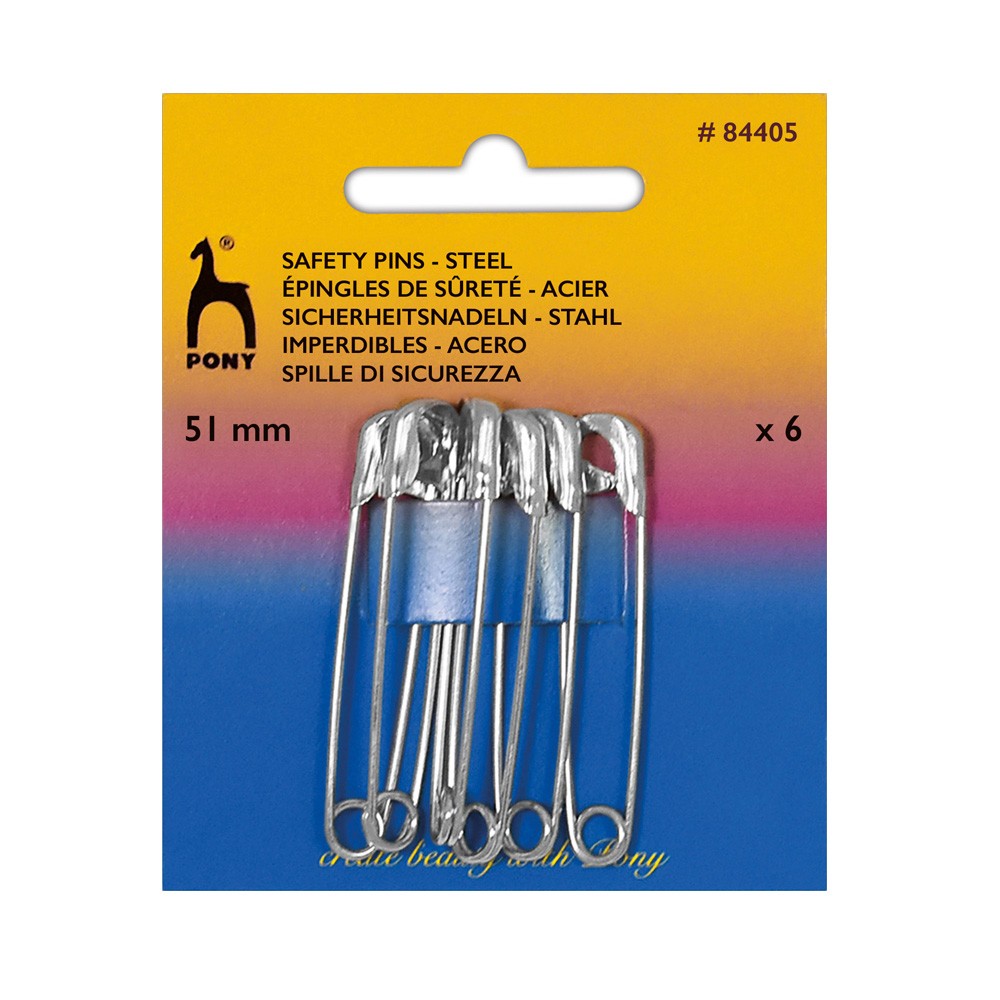 # 84405
®
SAFETY PINS - STEEL
ÉPINGLES DE SÛRETÉ - ACIER
SICHERHEITSNADELN - STAHL
IMPERDIBLES - ACERO
SPILLE DI SICUREZZA
PONY
51 mm
x 6
create beauty with Pony